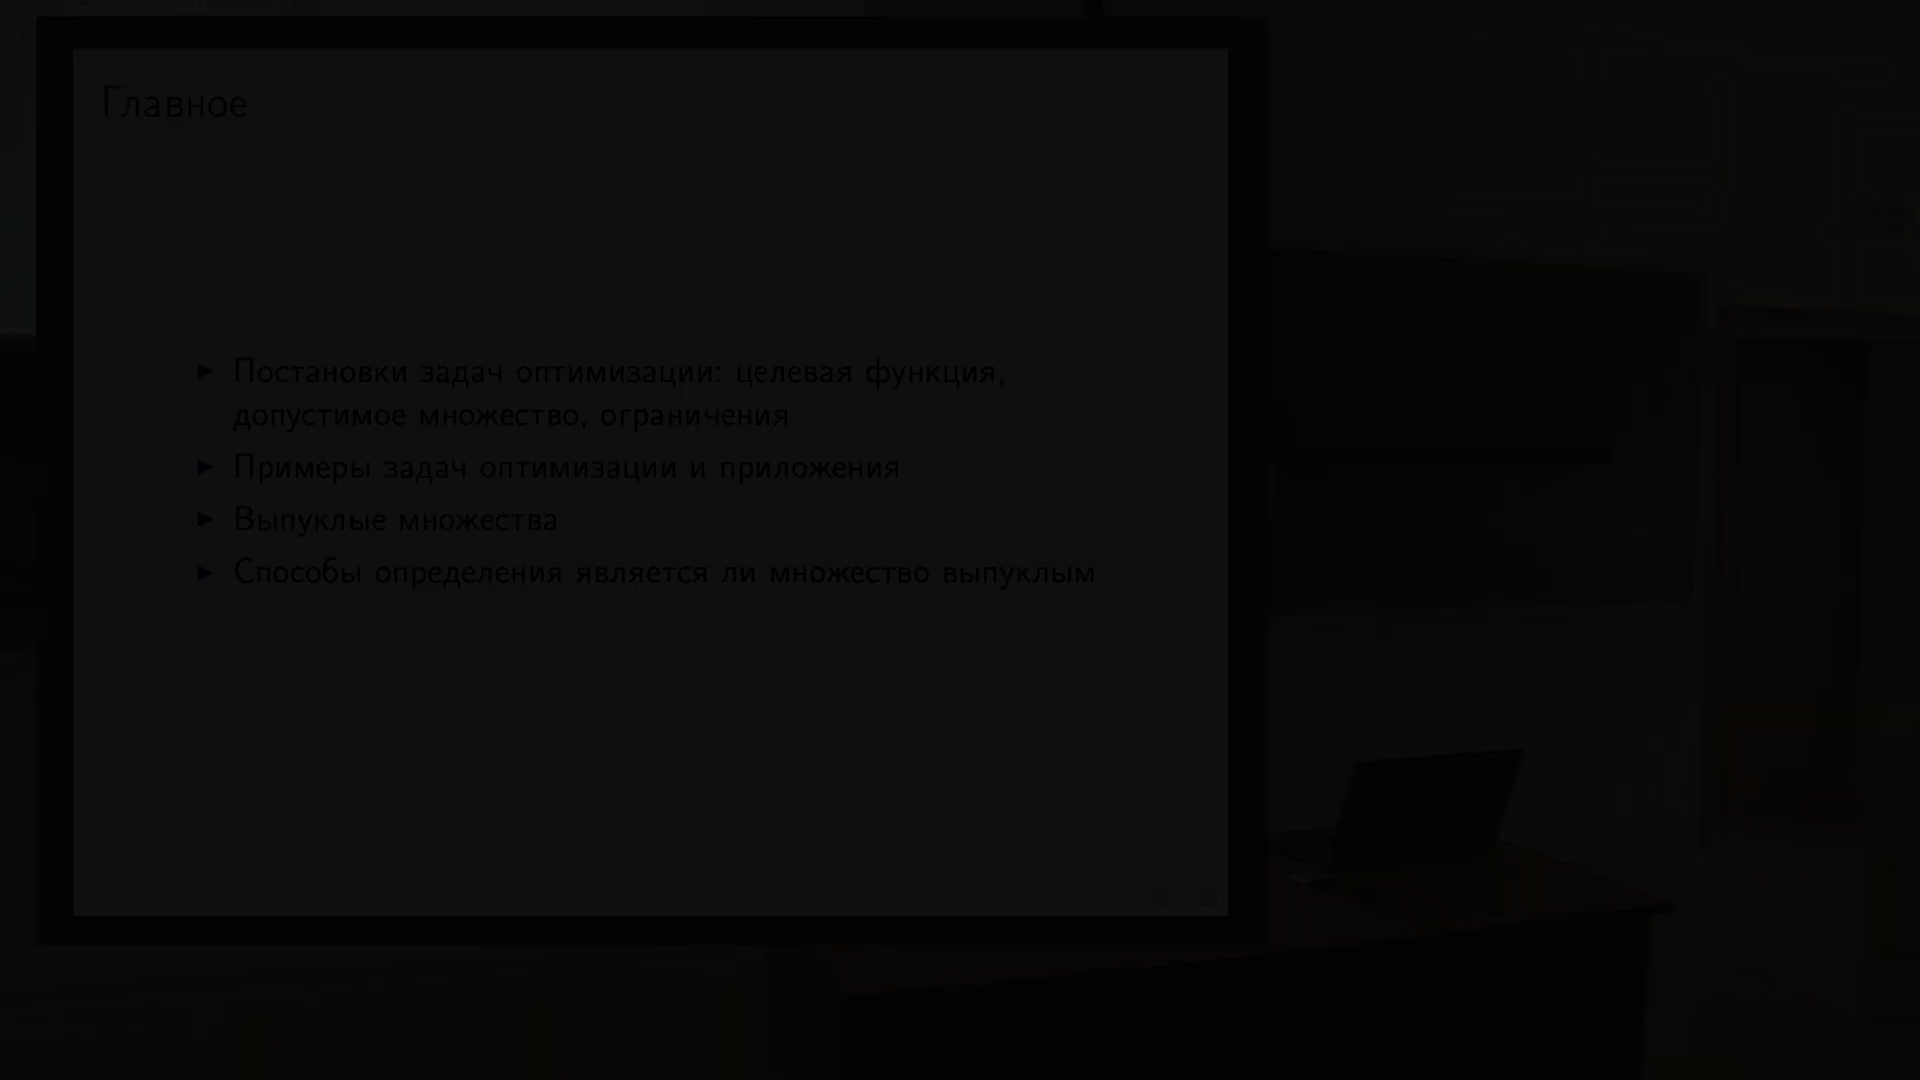 Главное
Постановки задач оптимизации: целевая функция,
допустимое множество, ограничения
Примеры задач оптимизации и приложения
Выпуклые множества
Способы определения является ли множество выпуклым